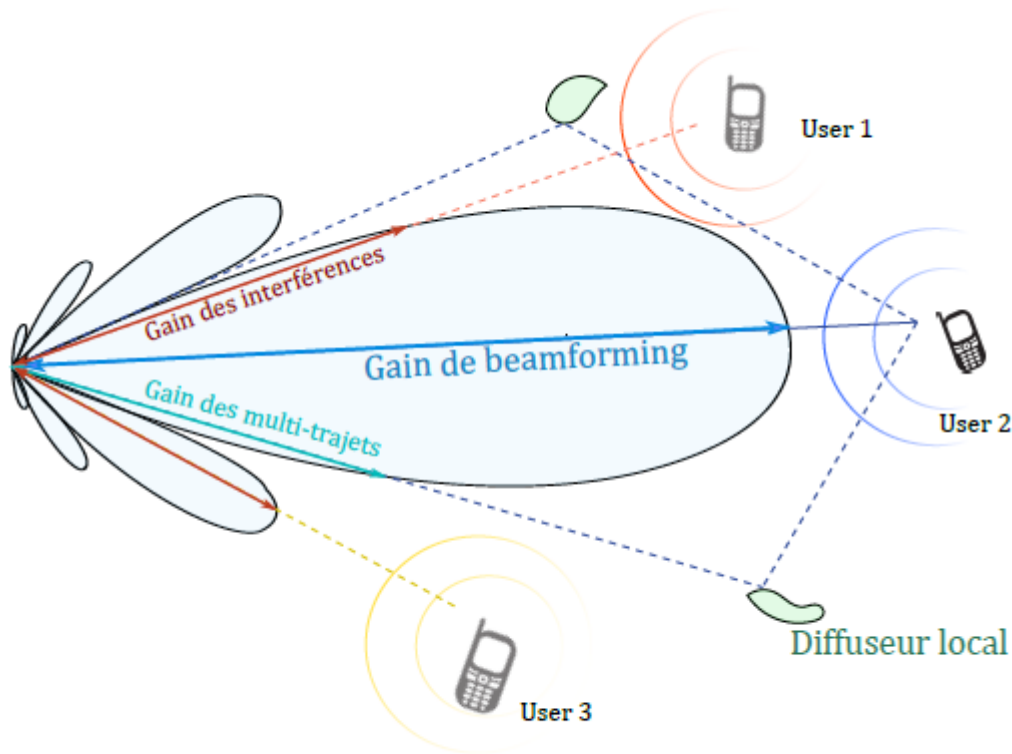 User 1
Gain des interférences
Gain de beamforming
Gain des multi-trajets
User 2
Diffuseur local
User 3